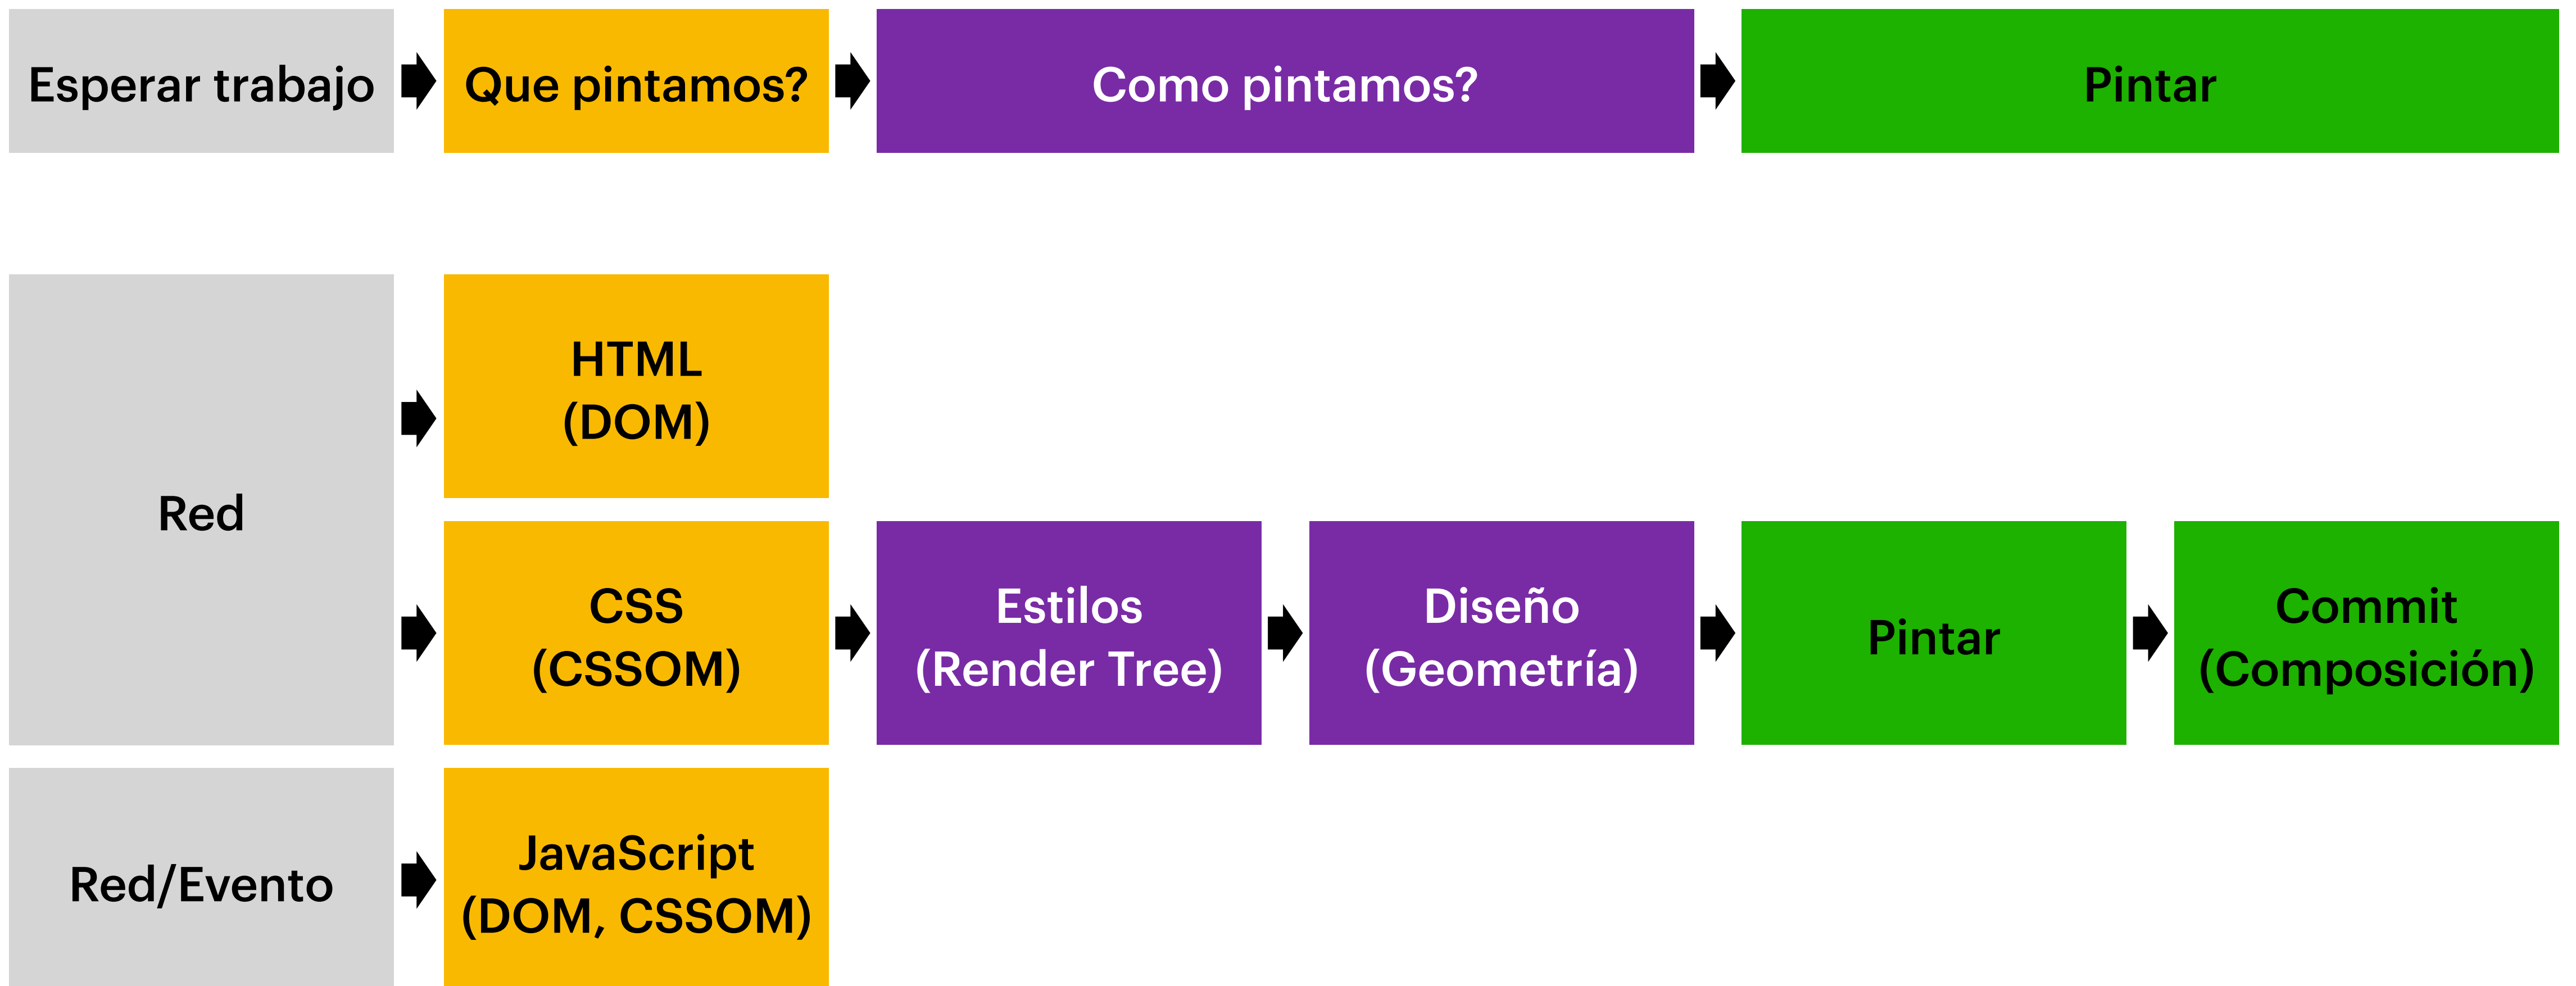 Esperar trabajo
Que pintamos?
Como pintamos?
Pintar
Red
HTML
(DOM)
CSS
(CSSOM)
Estilos
(Render Tree)
Diseño
(Geometría)
Pintar
Commit
(Composición)
Red/Evento
JavaScript
(DOM, CSSOM)